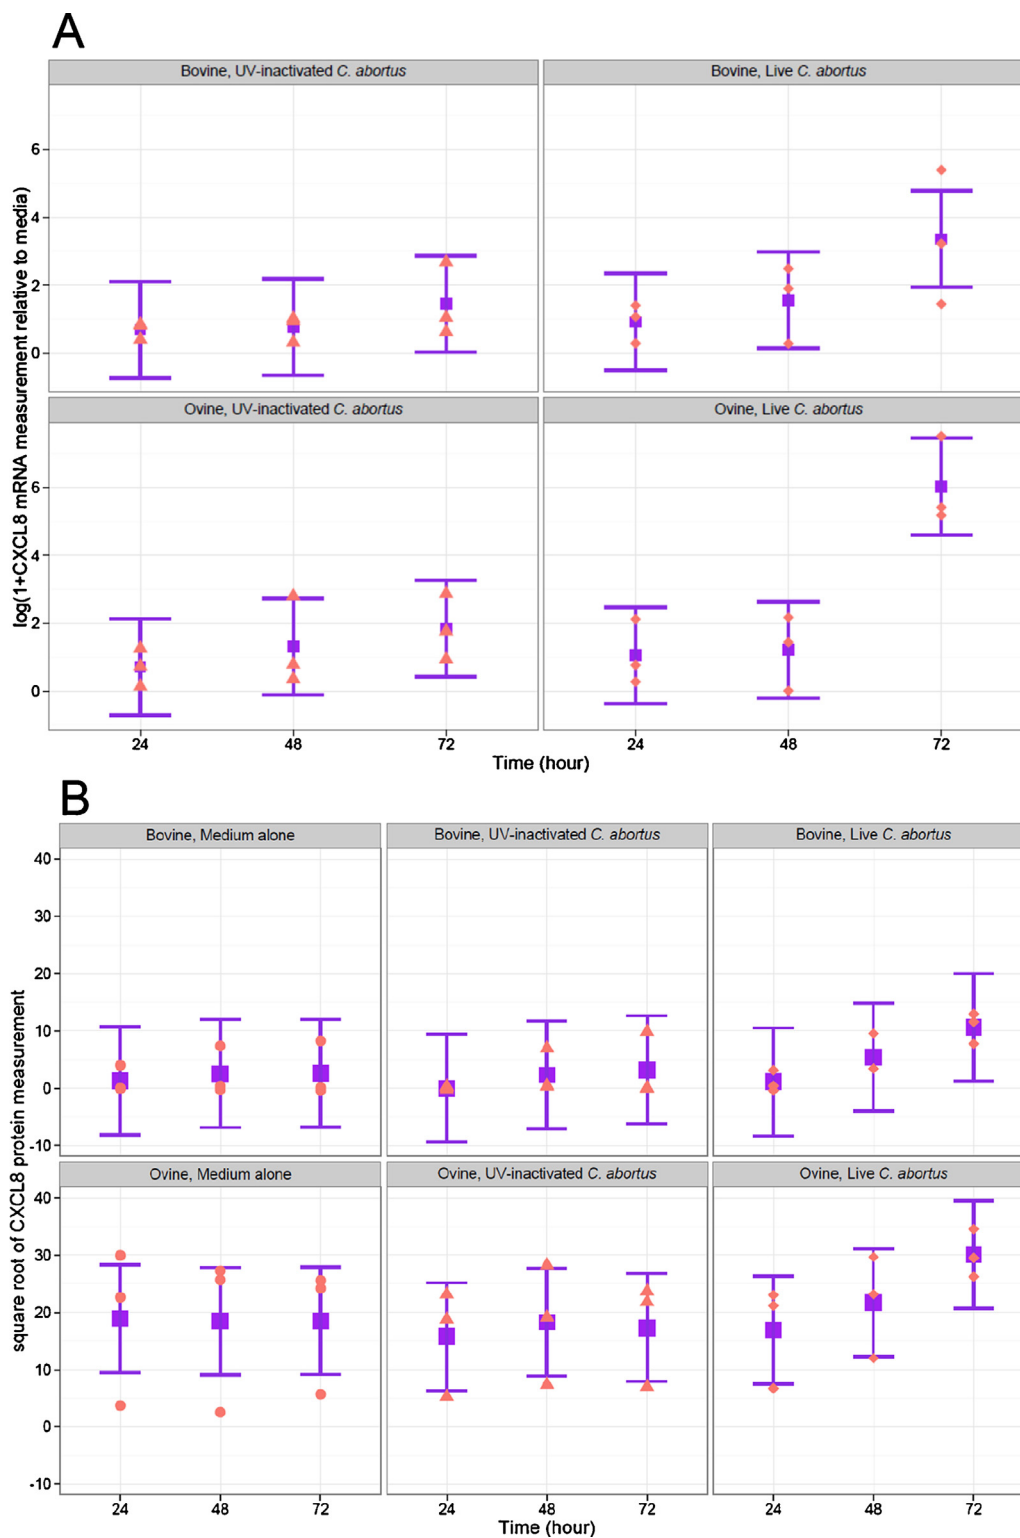 A
Bovine, UV-inactivated C. abortus
Bovine, Live C. abortus
6
4
2
0
Ovine, UV-inactivated C. abortus
Ovine, Live C. abortus
6
4
2
0
log(1+CXCL8 mRNA measurement relative to media)
24 48 72 24 48 72
Time (hour)
B
Bovine, Medium alone
Bovine, UV-inactivated C. abortus
Bovine, Live C. abortus
40
30
20
10
0
-10
Ovine, Medium alone
Ovine, UV-inactivated C. abortus
Ovine, Live C. abortus
40
30
20
10
0
-10
square root of CXCL8 protein measurement
24 48 72 24 48 72 24 48 72
Time (hour)